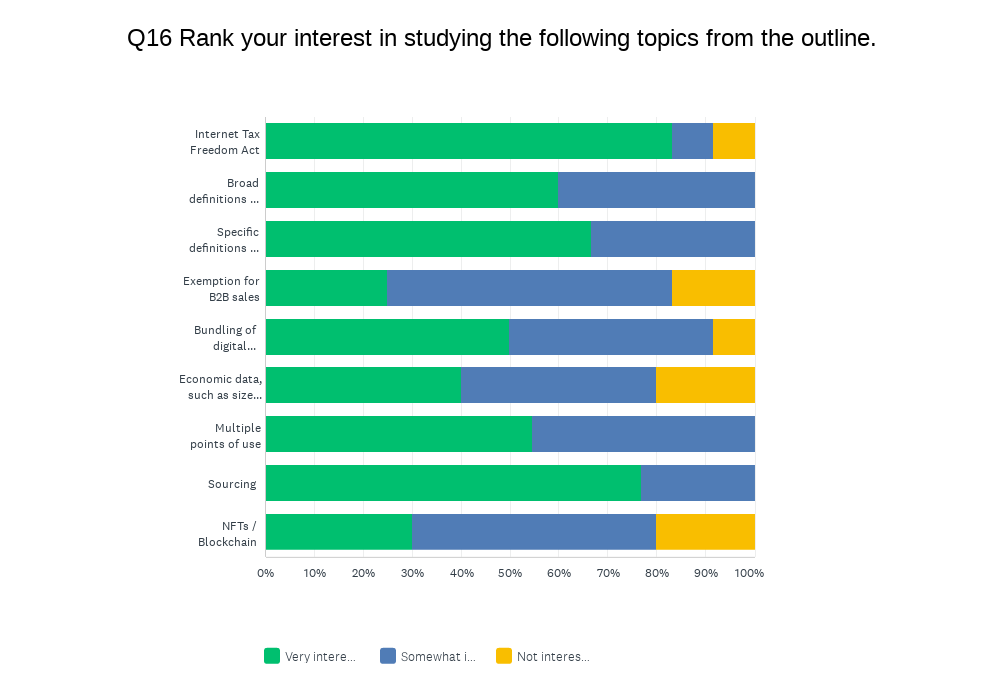 Q16 Rank your interest in studying the following topics from the outline.
Internet Tax
Freedom Act
Broad
definitions ...
Specific
definitions ...
Exemption for
B2B sales
Bundling of
digital...
Economic data,
such as size...
Multiple
points of use
Sourcing
NFTs /
Blockchain
0% 10% 20% 30% 40% 50% 60% 70% 80% 90% 100%
Very intere... Somewhat i... Not interes...